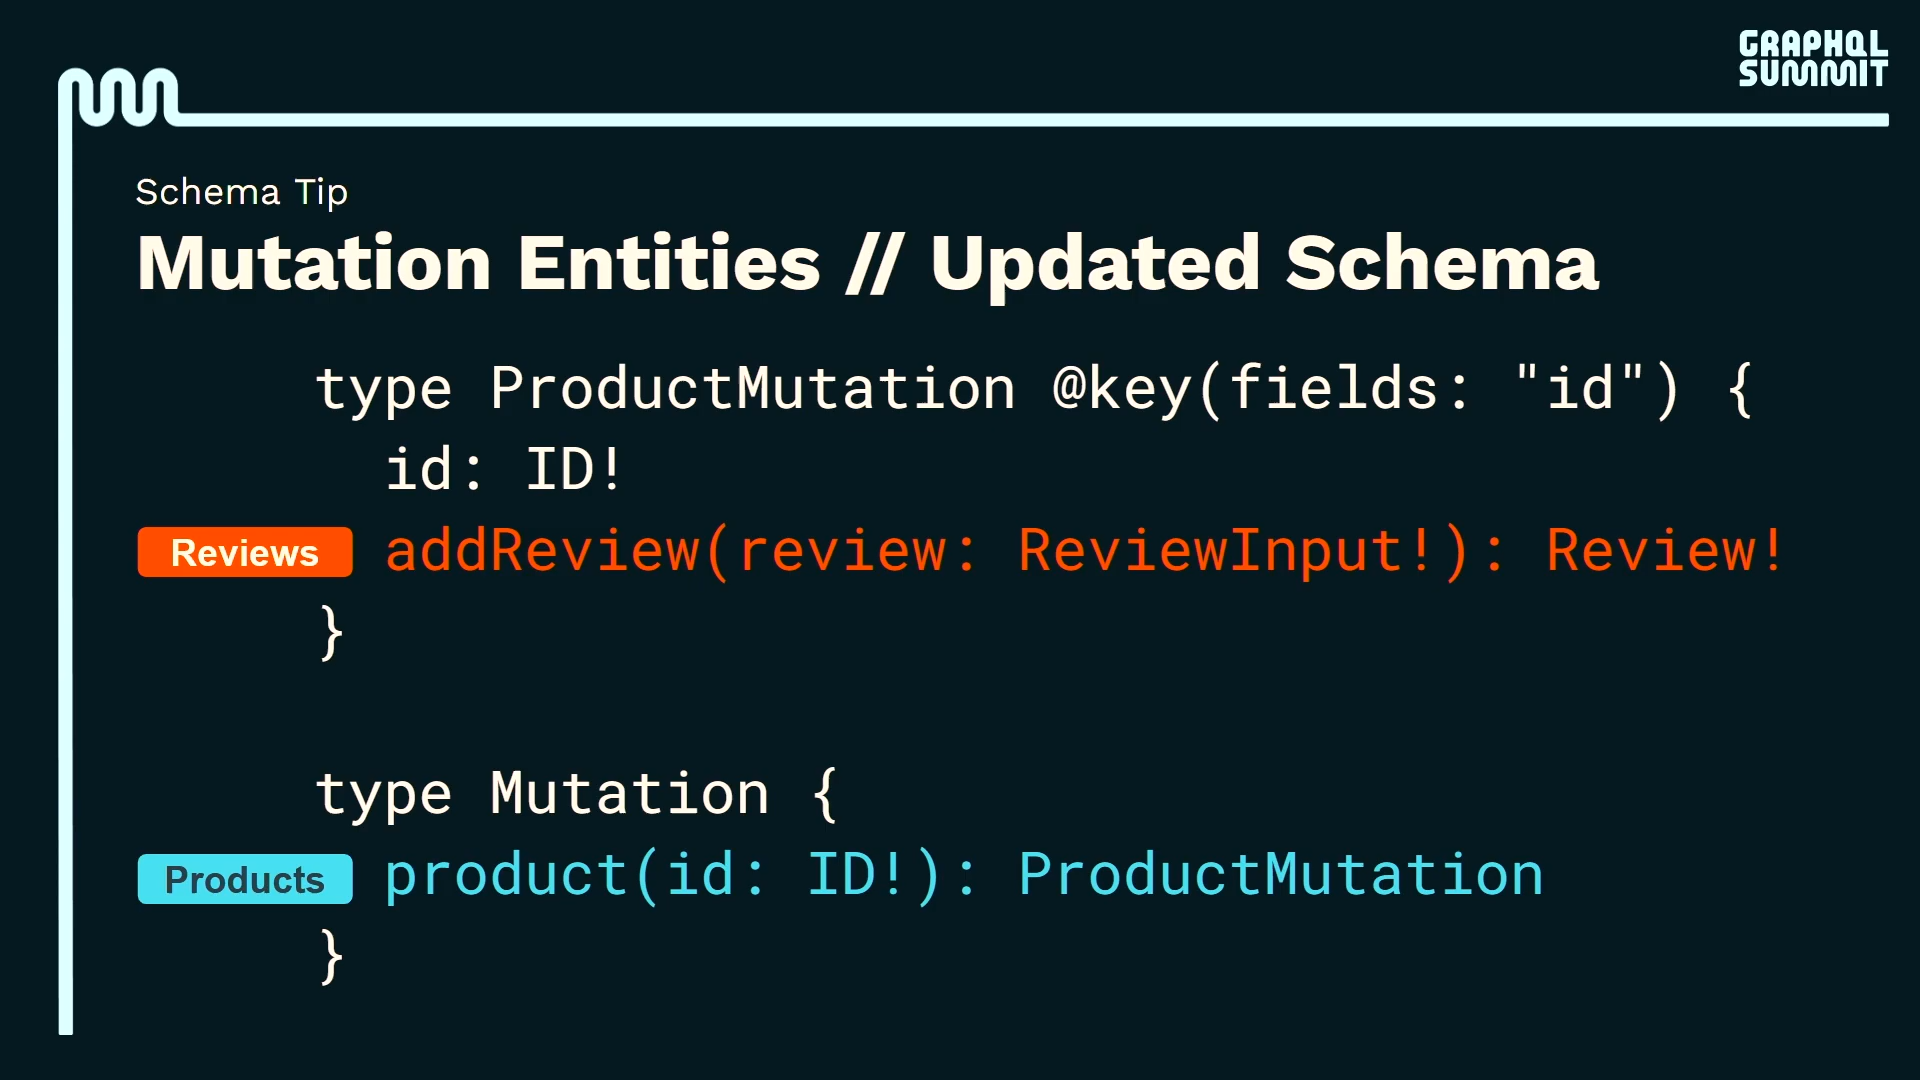 GRAPHQL
SUMMIT
Schema Tip
Mutation Entities // Updated Schema
type ProductMutation @key(fields: "id") {
id: ID!
Reviews addReview(review: ReviewInput!): Review!
}
type Mutation {
Products product(id: ID!): ProductMutation
}